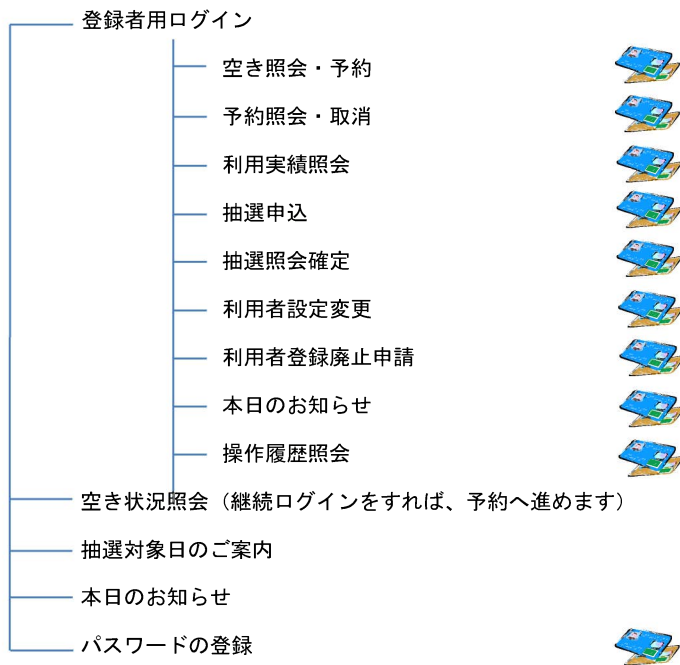 登録者用ログイン
空き照会・予約
予約照会・取消
利用実績照会
抽選申込
抽選照会確定
利用者設定変更
利用者登録廃止申請
本日のお知らせ
操作履歴照会
空き状況照会（継続ログインをすれば、予約へ進めます）
抽選対象日のご案内
本日のお知らせ
パスワードの登録